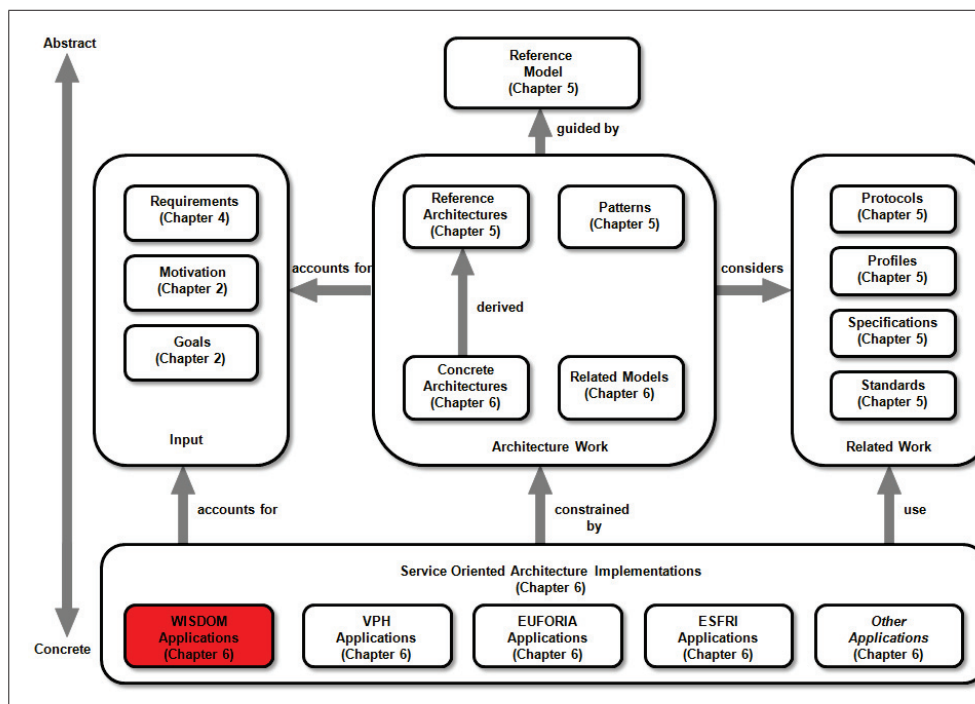 Abstract
Reference
Model
(Chapter 5)
guided by
Requirements
(Chapter 4)
Motivation
(Chapter 2)
Goals
(Chapter 2)
Input
accounts for
Reference
Architectures
(Chapter 5)
Patterns
(Chapter 5)
derived
Concrete
Architectures
(Chapter 6)
Related Models
(Chapter 6)
Architecture Work
considers
Protocols
(Chapter 5)
Profiles
(Chapter 5)
Specifications
(Chapter 5)
Standards
(Chapter 5)
Related Work
accounts for
constrained
by
use
Service Oriented Architecture Implementations
(Chapter 6)
WISDOM
Applications
(Chapter 6)
VPH
Applications
(Chapter 6)
EUFORIA
Applications
(Chapter 6)
ESFRI
Applications
(Chapter 6)
Other
Applications
(Chapter 6)
Concrete